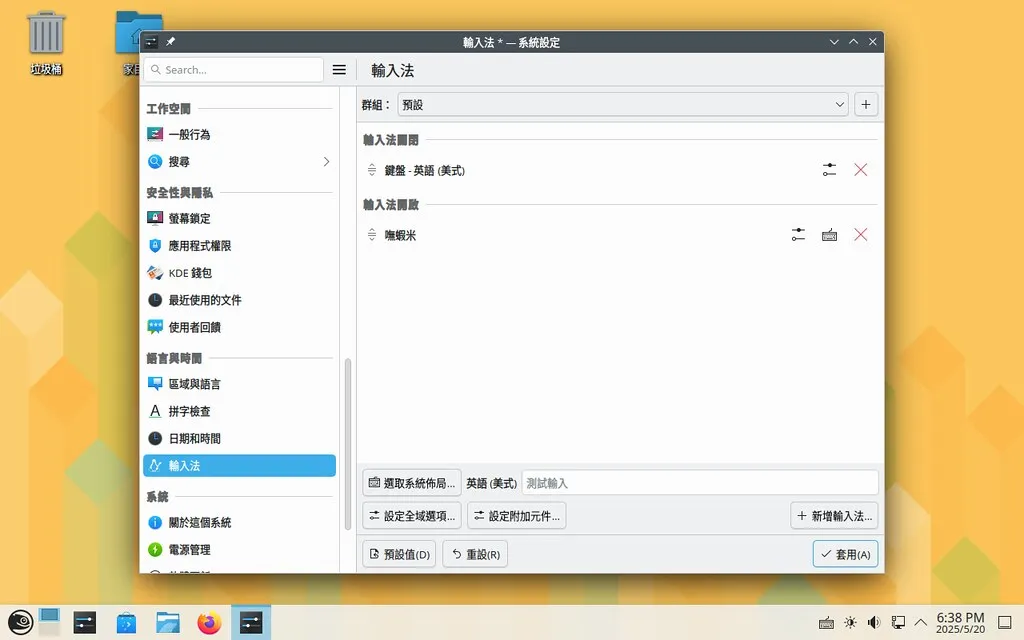 垃圾桶
輸入法 * — 系統設定
Search...
輸入法
工作空間
一般行為
搜尋
安全性與隱私
螢幕鎖定
應用程式權限
KDE 錢包
最近使用的文件
使用者回饋
語言與時間
區域與語言
拼字檢查
日期和時間
輸入法
系統
關於這個系統
電源管理
群組：
預設
輸入法關閉
鍵盤 - 英語 (美式)
輸入法開啟
嘸蝦米
選取系統佈局...
英語 (美式)
測試輸入
設定全域選項...
設定附加元件...
新增輸入法...
預設值(D)
重設(R)
套用(A)
6:38 PM
2025/5/20